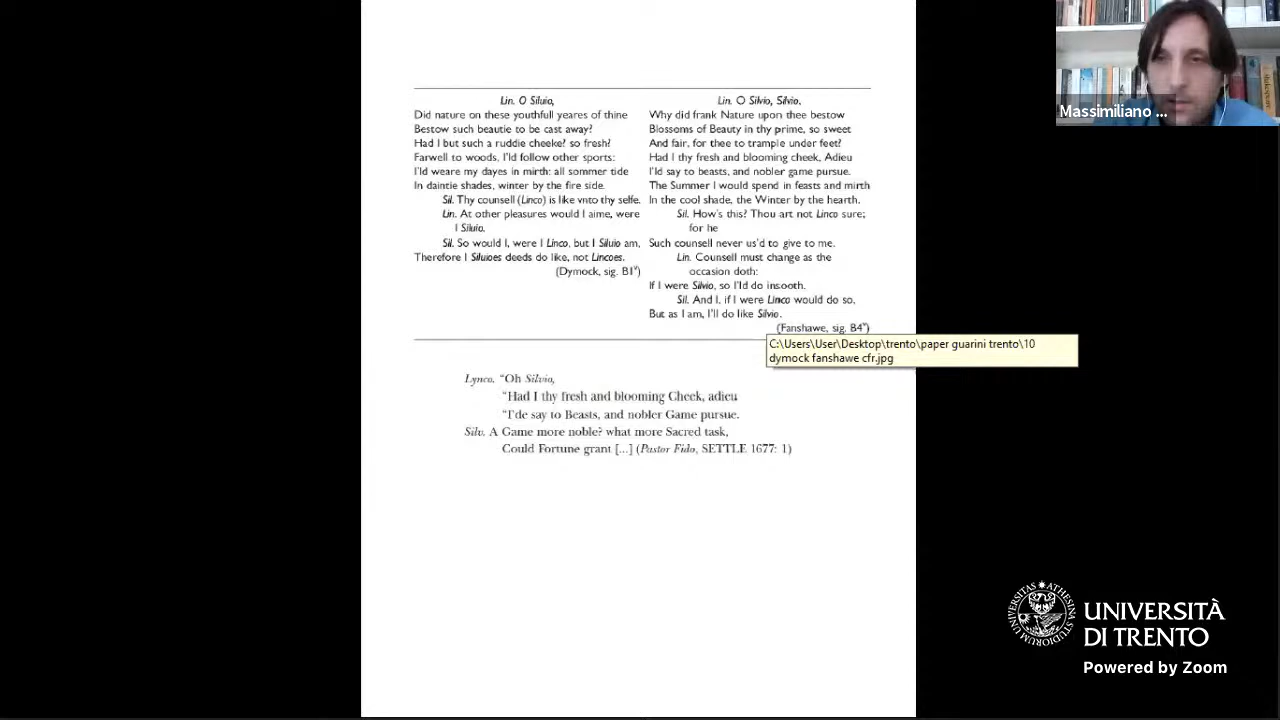 Lin. O Siluio,
Did nature on these youthfull yeares of thine
Bestow such beautie to be cast away?
Had I but such a ruddie cheeke? so fresh?
Farwell to woods, I'ld follow other sports:
I'ld weare my dayes in mirth: all sommer tide
In daintie shades, winter by the fire side.
Sil. Thy counsell (Linco) is like vnto thy selfe.
Lin. At other pleasures would I aime, were
I Siluio.
Sil. So would I, were I Linco, but I Siluio am,
Therefore I Siluioes deeds do like, not Lincoes.
(Dymock, sig. B1ᵛ)
Lin. O Silvio, Silvio,
Why did frank Nature upon thee bestow
Blossoms of Beauty in thy prime, so sweet
And fair, for thee to trample under feet?
Had I thy fresh and blooming cheek, Adieu
I'ld say to beasts, and nobler game pursue.
The Summer I would spend in feasts and mirth
In the cool shade, the Winter by the hearth.
Sil. How's this? Thou art not Linco sure;
for he
Such counsell never us'd to give to me.
Lin. Counsell must change as the
occasion doth:
If I were Silvio, so I'ld do insooth.
Sil. And I, if I were Linco would do so,
But as I am, I'll do like Silvio.
(Fanshawe, sig. B4ᵛ)
C:\Users\User\Desktop\trento\paper guarini trento\10
dymock fanshawe cfr.jpg
Lynco. “Oh Silvio,
“Had I thy fresh and blooming Cheek, adieu
“I'de say to Beasts, and nobler Game pursue.
Silv. A Game more noble? what more Sacred task,
Could Fortune grant [...] (Pastor Fido, SETTLE 1677: 1)
Massimiliano ...
UNIVERSITÀ
DI TRENTO
Powered by Zoom